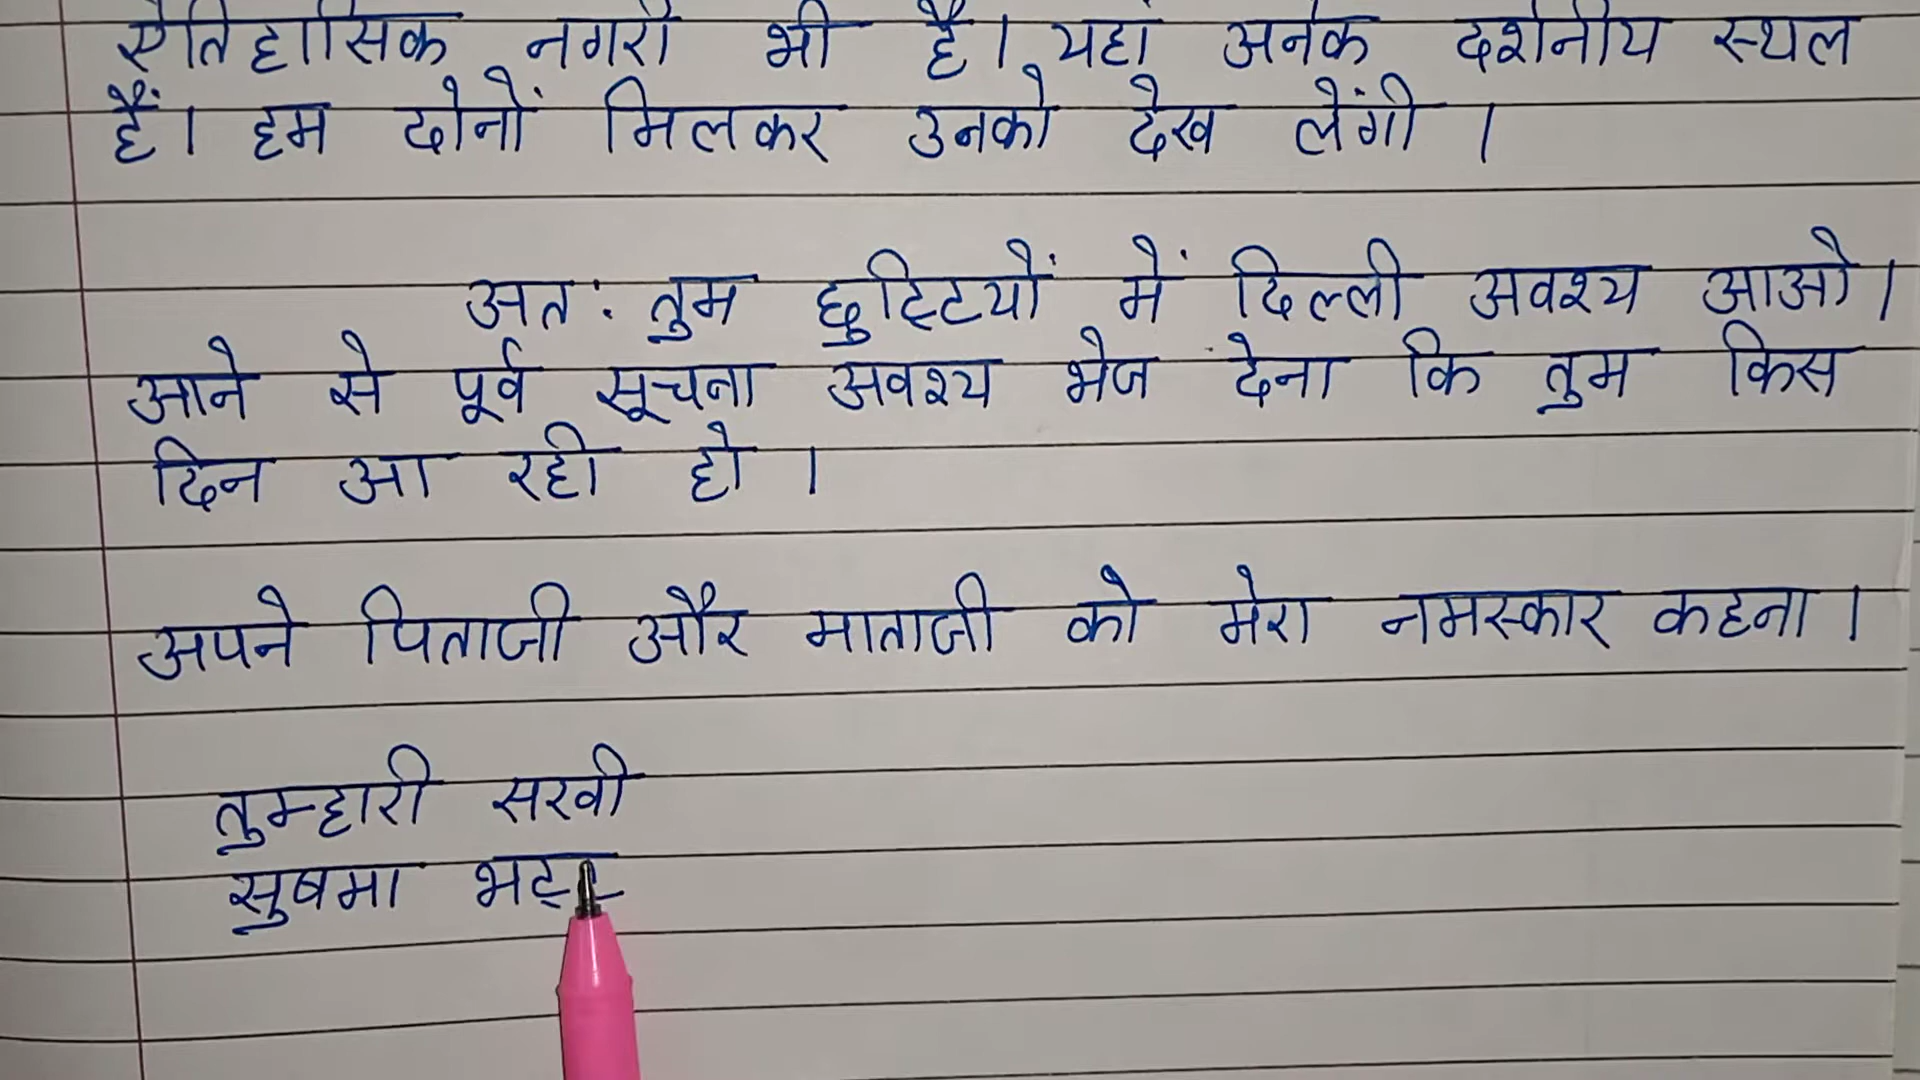 ऐतिहासिक नगरी भी है। यहां अनेक दर्शनीय स्थल
हैं। हम दोनों मिलकर उनको देख लेंगी ।
अत: तुम छुट्टियों में दिल्ली अवश्य आओ।
आने से पूर्व सूचना अवश्य भेज देना कि तुम किस
दिन आ रही हो ।
अपने पिताजी और माताजी को मेरा नमस्कार कहना ।
तुम्हारी सखी
सुषमा भट्ट